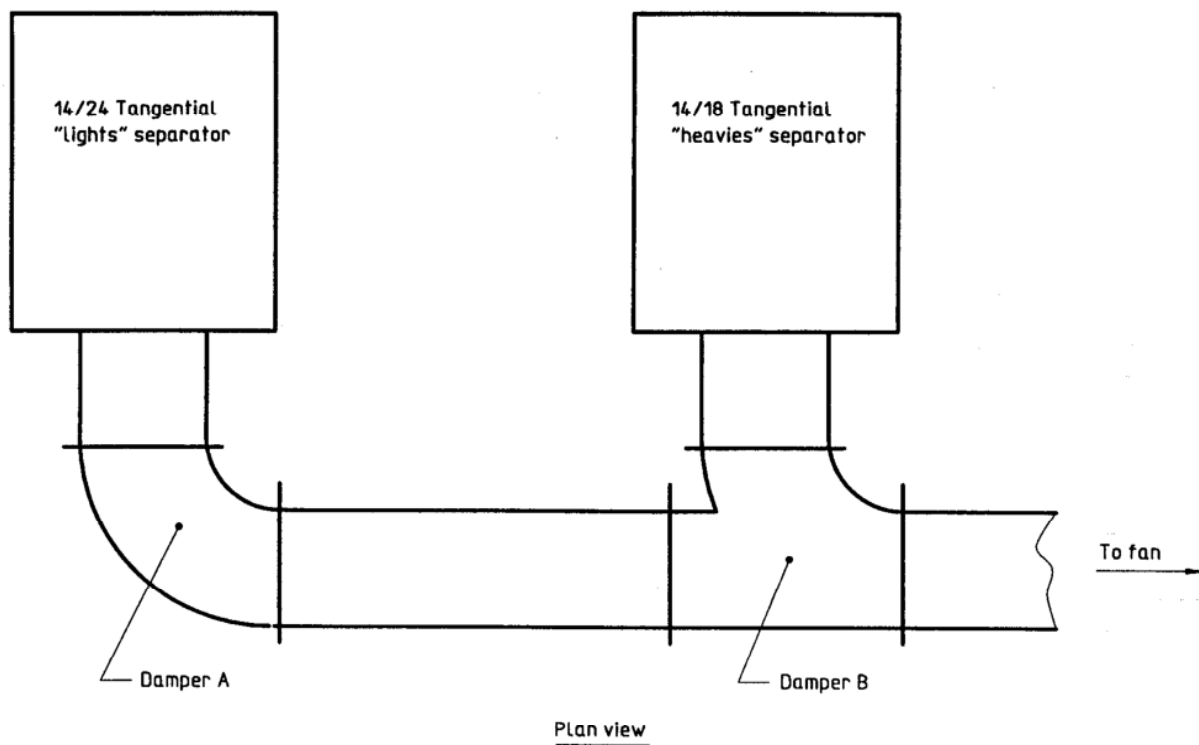 14/24 Tangential
"lights" separator
14/18 Tangential
"heavies" separator
To fan
Damper A
Damper B
Plan view